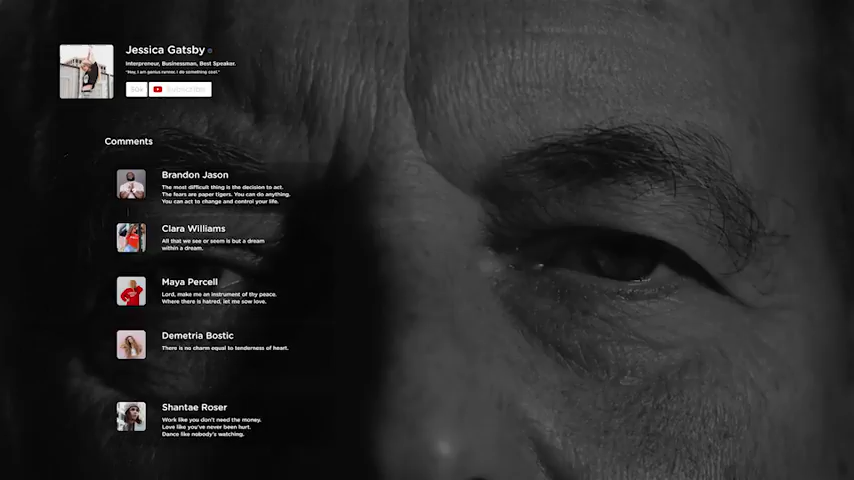 Jessica Gatsby
Interpreneur, Businessman, Best Speaker.
"Hey, I am genius runner. I do something cool."
50K
Subscribe
Comments
Brandon Jason
The most difficult thing is the decision to act.
The fears are paper tigers. You can do anything.
You can act to change and control your life.
Clara Williams
All that we see or seem is but a dream
within a dream.
Maya Percell
Lord, make me an instrument of thy peace.
Where there is hatred, let me sow love.
Demetria Bostic
There is no charm equal to tenderness of heart.
Shantae Roser
Work like you don't need the money.
Love like you've never been hurt.
Dance like nobody's watching.